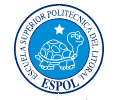 ESCUELA SUPERIOR POLITECNICA DEL LITORAL
ESPOL